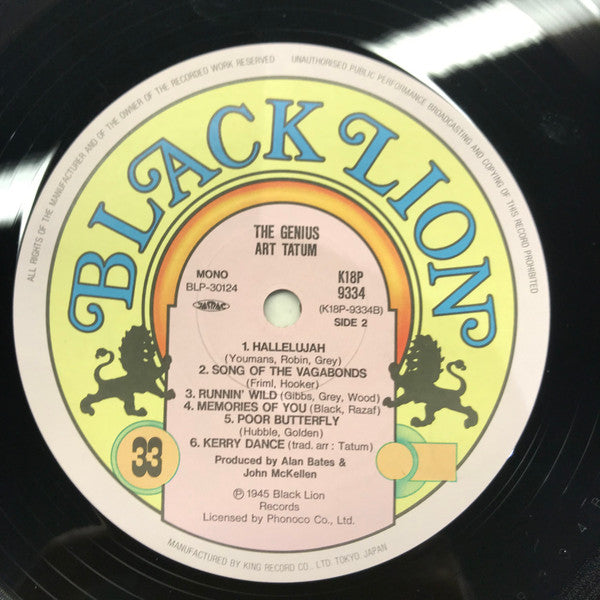 ALL RIGHTS OF THE MANUFACTURER AND OF THE OWNER OF THE RECORDED WORK RESERVED
UNAUTHORISED PUBLIC PERFORMANCE BROADCASTING AND COPYING OF THIS RECORD PROHIBITED
BLACK LION
THE GENIUS
ART TATUM
MONO
BLP-30124
K18P
9334
(K18P-9334B)
SIDE 2
1. HALLELUJAH
(Youmans, Robin, Grey)
2. SONG OF THE VAGABONDS
(Friml, Hooker)
3. RUNNIN' WILD (Gibbs, Grey, Wood)
4. MEMORIES OF YOU (Black, Razaf)
5. POOR BUTTERFLY
(Hubble, Golden)
6. KERRY DANCE (trad. arr : Tatum)
Produced by Alan Bates &
John McKellen
Ⓟ 1945 Black Lion
Records
Licensed by Phonoco Co., Ltd.
33
MANUFACTURED BY KING RECORD CO., LTD. TOKYO, JAPAN